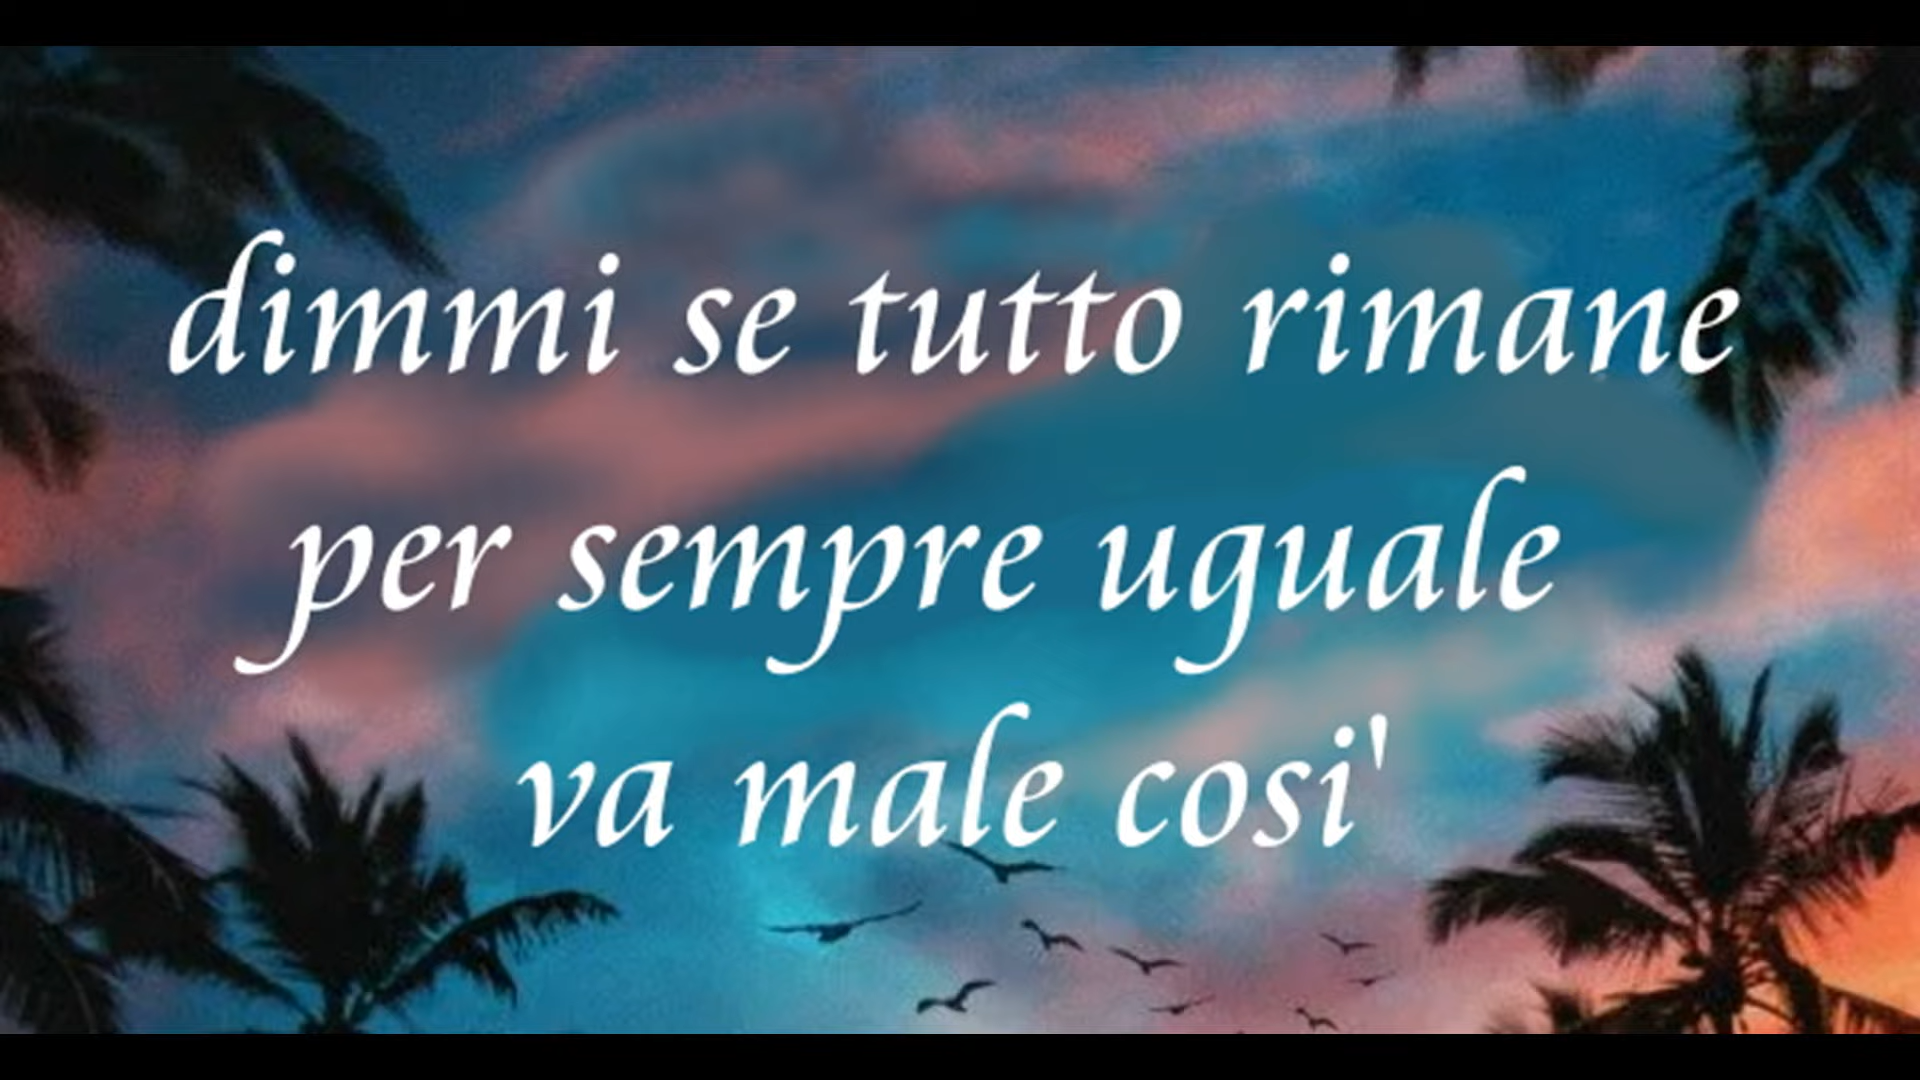 dimmi se tutto rimane
per sempre uguale
va male cosi'